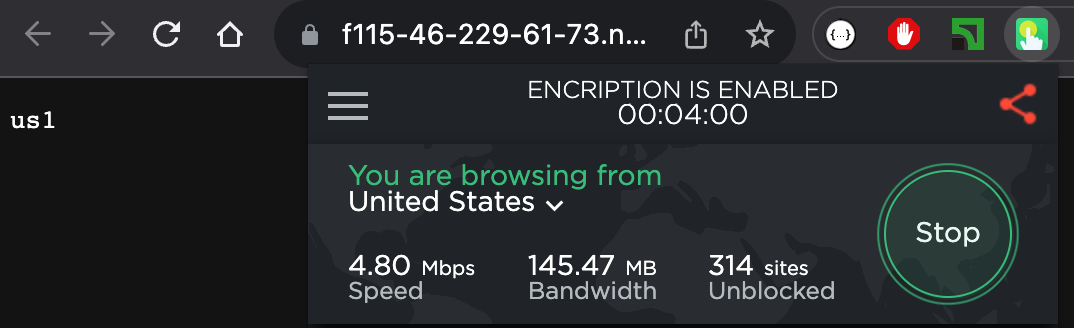 f115-46-229-61-73.n...
{...}
us1
ENCRIPTION IS ENABLED
00:04:00
You are browsing from
United States
Stop
4.80 Mbps 145.47 MB 314 sites
Speed Bandwidth Unblocked